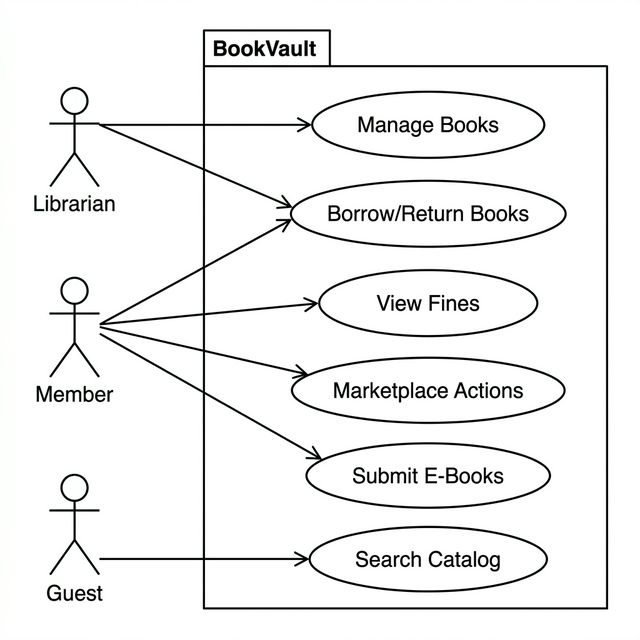 BookVault
Manage Books
Librarian
Borrow/Return Books
View Fines
Member
Marketplace Actions
Submit E-Books
Search Catalog
Guest